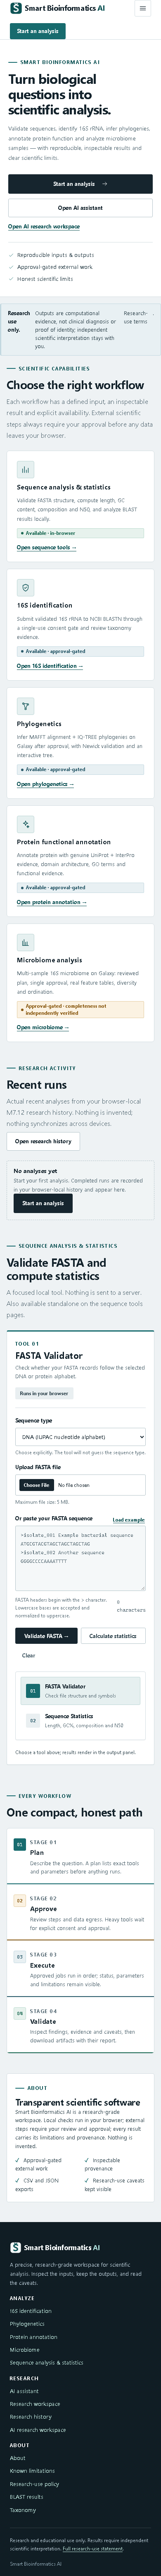 S Smart Bioinformatics AI
Start an analysis
SMART BIOINFORMATICS AI
Turn biological
questions into
scientific analysis.
Validate sequences, identify 16S rRNA, infer phylogenies,
annotate proteins, and analyze microbiome
samples — with reproducible, inspectable results and
clear scientific limits.
Start an analysis →
Open AI assistant
Open AI research workspace
✓ Reproducible inputs & outputs
✓ Approval-gated external work
✓ Honest scientific limits
Research use only.
Outputs are computational evidence, not clinical diagnosis or proof of identity; independent scientific interpretation stays with you.
Research-use terms
SCIENTIFIC CAPABILITIES
Choose the right workflow
Each workflow has a defined input, an inspectable
result and explicit availability. External scientific
work always requires your approval before any data
leaves your browser.
Sequence analysis & statistics
Validate FASTA structure, compute length, GC
content, composition and N50, and analyze BLAST
results locally.
Available · in-browser
Open sequence tools →
16S identification
Submit validated 16S rRNA to NCBI BLASTN through
a single-use consent gate and review taxonomy
evidence.
Available · approval-gated
Open 16S identification →
Phylogenetics
Infer MAFFT alignment + IQ-TREE phylogenies on
Galaxy after approval, with Newick validation and an
interactive tree.
Available · approval-gated
Open phylogenetics →
Protein functional annotation
Annotate protein and genome UniProt + InterPro
evidence, domain architecture, GO terms and
functional evidence.
Available · approval-gated
Open protein annotation →
Microbiome analysis
Multi-sample 16S microbiome on Galaxy: reviewed
plan, single approval, real feature tables, diversity
and ordination.
Approval-gated · completeness not
independently verified
Open microbiome →
RESEARCH ACTIVITY
Recent runs
Actual recent analyses from your browser-local
M7.12 research history. Nothing is invented;
nothing synchronizes across devices.
Open research history
No analyses yet
Start your first analysis. Completed runs are recorded
in your browser-local history and appear here.
Start an analysis
SEQUENCE ANALYSIS & STATISTICS
Validate FASTA and
compute statistics
A focused local tool. Nothing is sent to a server.
Also available standalone on the sequence tools
pages.
TOOL 01
FASTA Validator
Check whether your FASTA records follow the selected
DNA or protein alphabet.
Runs in your browser
Sequence type
DNA (IUPAC nucleotide alphabet)
Choose explicitly. The tool will not guess the sequence type.
Upload FASTA file
Choose File No file chosen
Maximum file size: 5 MB.
Or paste your FASTA sequence
Load example
>isolate_001 Example bacterial sequence
ATGCGTACGTAGCTAGCTAGCTAG
>isolate_002 Another sequence
GGGGCCCCAAAATTTT
FASTA headers begin with the > character.
Lowercase bases are accepted and
normalized to uppercase.
0
characters
Validate FASTA →
Calculate statistics
Clear
01 FASTA Validator
Check file structure and symbols
02 Sequence Statistics
Length, GC%, composition and N50
Choose a tool above; results render in the output panel.
EVERY WORKFLOW
One compact, honest path
01 STAGE 01
Plan
Describe the question. A plan lists exact tools
and parameters before anything runs.
02 STAGE 02
Approve
Review steps and data egress. Heavy tools wait
for your explicit consent for approval.
03 STAGE 03
Execute
Approved jobs run in order; status, parameters
and limitations remain visible.
04 STAGE 04
Validate
Inspect findings, evidence and caveats, then
download artifacts with their report.
ABOUT
Transparent scientific software
Smart Bioinformatics AI is a research-grade
workspace. Local checks run in your browser; external
steps require your review and approval; every result
carries its limitations and provenance. Nothing is
invented.
✓ Approval-gated external work
✓ Inspectable provenance
✓ CSV and JSON exports
✓ Research-use caveats kept visible
S Smart Bioinformatics AI
A precise, research-grade workspace for scientific
analysis. Inspect the inputs, keep the outputs, and read
the caveats.
ANALYZE
16S identification
Phylogenetics
Protein annotation
Microbiome
Sequence analysis & statistics
RESEARCH
AI assistant
Research workspace
Research history
AI research workspace
ABOUT
About
Known limitations
Research-use policy
BLAST results
Taxonomy
Research and educational use only. Results require independent
scientific interpretation. Full research-use statement.
Smart Bioinformatics AI